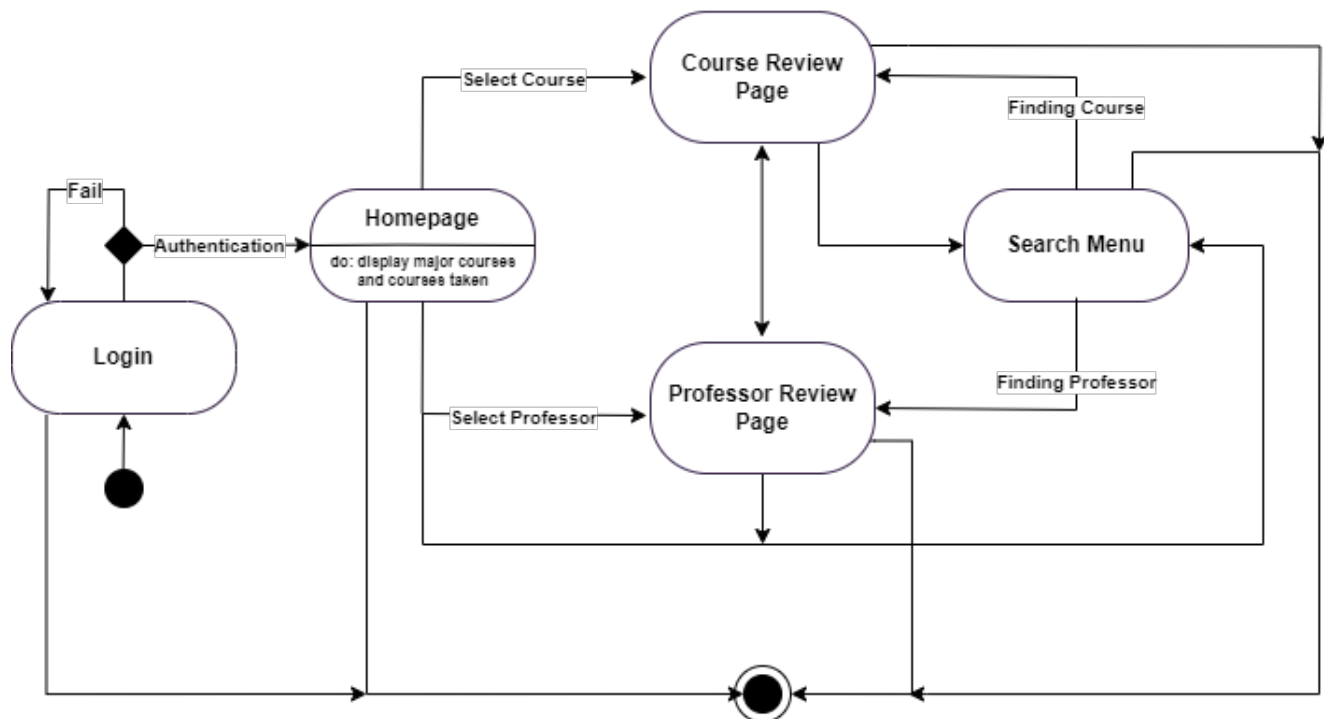 Course Review
Page
Select Course
Finding Course
Fail
Homepage
Authentication
do: display major courses
and courses taken
Search Menu
Login
Finding Professor
Professor Review
Page
Select Professor